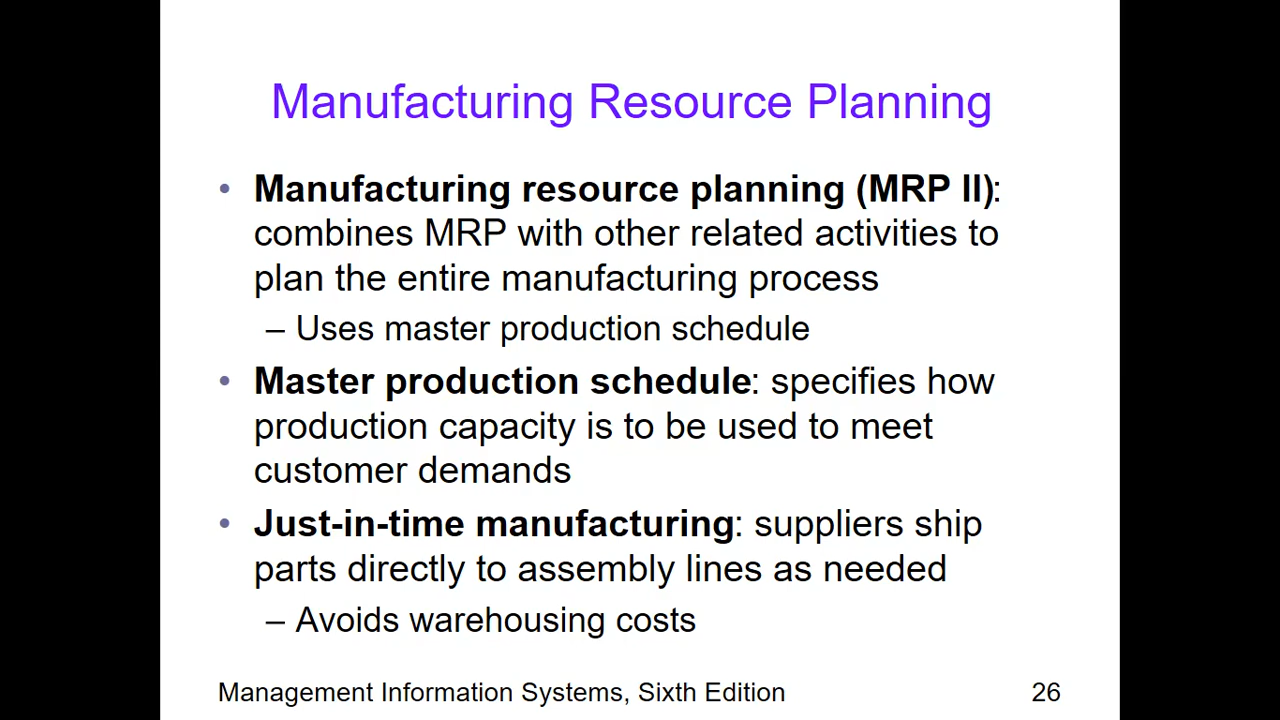 Manufacturing Resource Planning
• Manufacturing resource planning (MRP II):
combines MRP with other related activities to
plan the entire manufacturing process
– Uses master production schedule
• Master production schedule: specifies how
production capacity is to be used to meet
customer demands
• Just-in-time manufacturing: suppliers ship
parts directly to assembly lines as needed
– Avoids warehousing costs
Management Information Systems, Sixth Edition 26